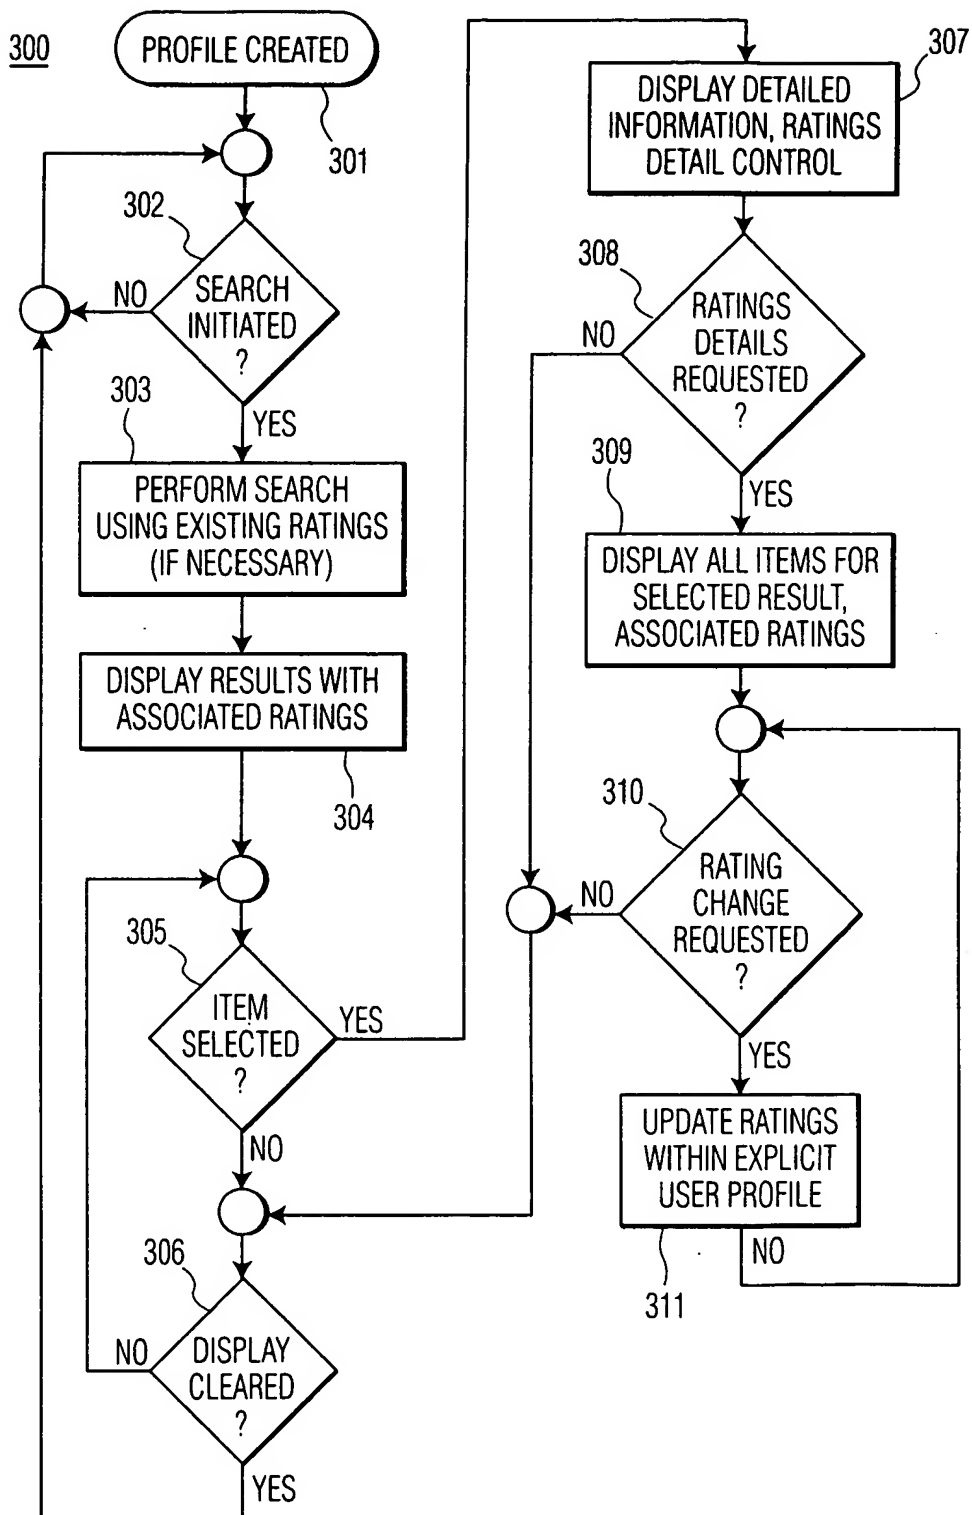 300
PROFILE CREATED
301
302
SEARCH
INITIATED
?
NO
YES
303
PERFORM SEARCH
USING EXISTING RATINGS
(IF NECESSARY)
DISPLAY RESULTS WITH
ASSOCIATED RATINGS
304
305
ITEM
SELECTED
?
YES
NO
306
DISPLAY
CLEARED
?
NO
YES
307
DISPLAY DETAILED
INFORMATION, RATINGS
DETAIL CONTROL
308
RATINGS
DETAILS
REQUESTED
?
NO
YES
309
DISPLAY ALL ITEMS FOR
SELECTED RESULT,
ASSOCIATED RATINGS
310
RATING
CHANGE
REQUESTED
?
NO
YES
UPDATE RATINGS
WITHIN EXPLICIT
USER PROFILE
311
NO